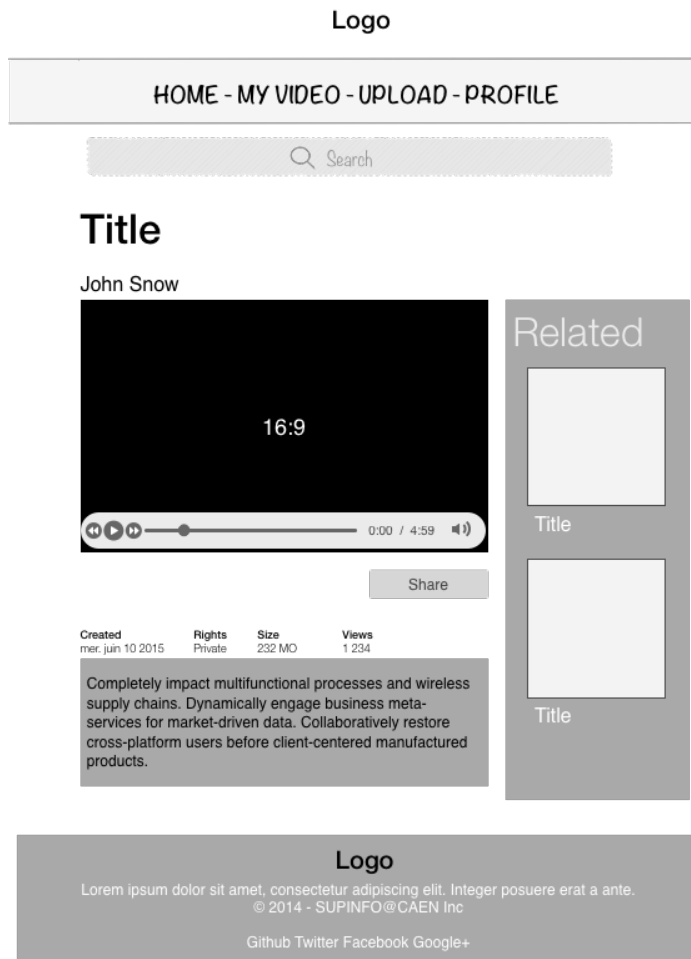 Logo
HOME - MY VIDEO - UPLOAD - PROFILE
Search
Title
John Snow
16:9
0:00 / 4:59
Share
Created Rights Size Views
mer. juin 10 2015 Private 232 MO 1 234
Completely impact multifunctional processes and wireless
supply chains. Dynamically engage business meta-
services for market-driven data. Collaboratively restore
cross-platform users before client-centered manufactured
products.
Related
Title
Title
Logo
Lorem ipsum dolor sit amet, consectetur adipiscing elit. Integer posuere erat a ante.
© 2014 - SUPINFO@CAEN Inc
Github Twitter Facebook Google+